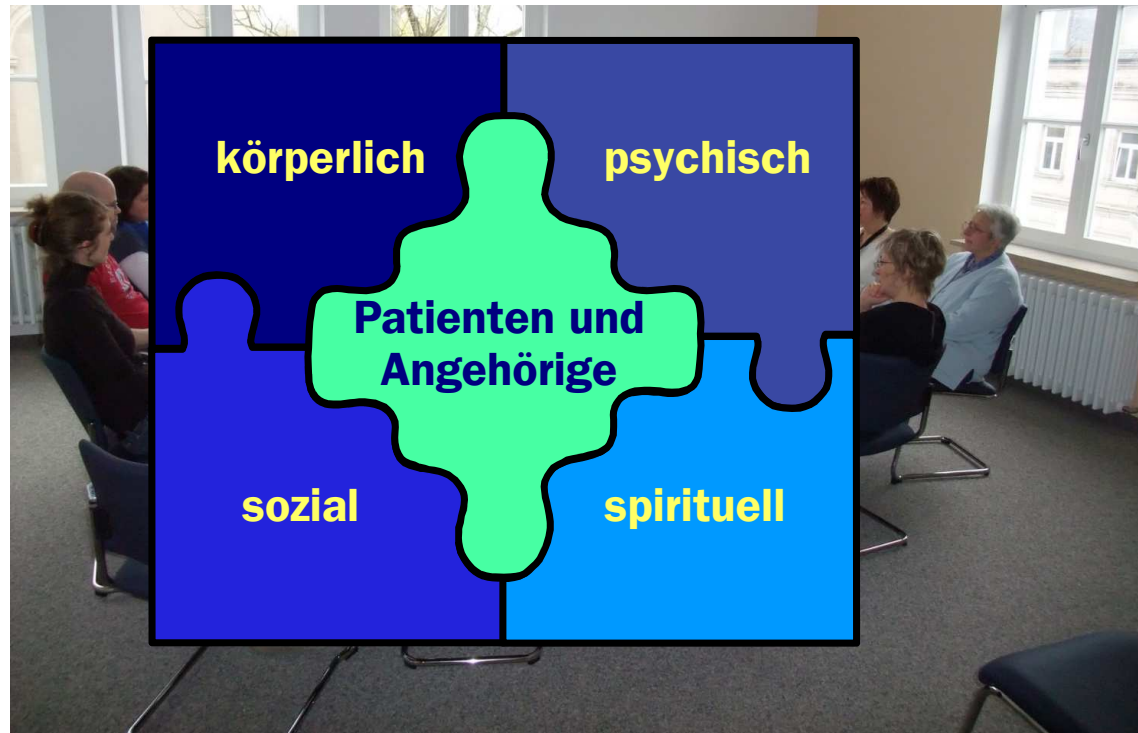 körperlich
psychisch
Patienten und
Angehörige
sozial
spirituell